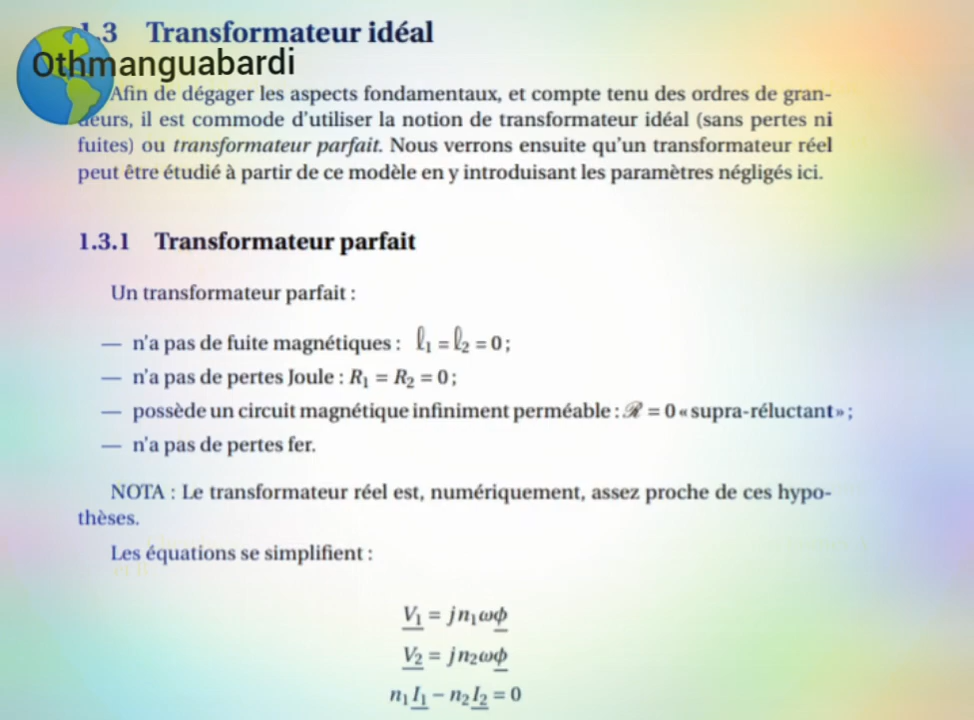 1.3 Transformateur idéal
Othmanguabardi
Afin de dégager les aspects fondamentaux, et compte tenu des ordres de gran-
deurs, il est commode d'utiliser la notion de transformateur idéal (sans pertes ni
fuites) ou transformateur parfait. Nous verrons ensuite qu'un transformateur réel
peut être étudié à partir de ce modèle en y introduisant les paramètres négligés ici.
1.3.1 Transformateur parfait
Un transformateur parfait :
— n'a pas de fuite magnétiques : ℓ₁ = ℓ₂ = 0 ;
— n'a pas de pertes Joule : R₁ = R₂ = 0 ;
— possède un circuit magnétique infiniment perméable : ℛ = 0 « supra-réluctant » ;
— n'a pas de pertes fer.
NOTA : Le transformateur réel est, numériquement, assez proche de ces hypo-
thèses.
Les équations se simplifient :
V₁ = jn₁ωϕ
V₂ = jn₂ωϕ
n₁I₁ − n₂I₂ = 0